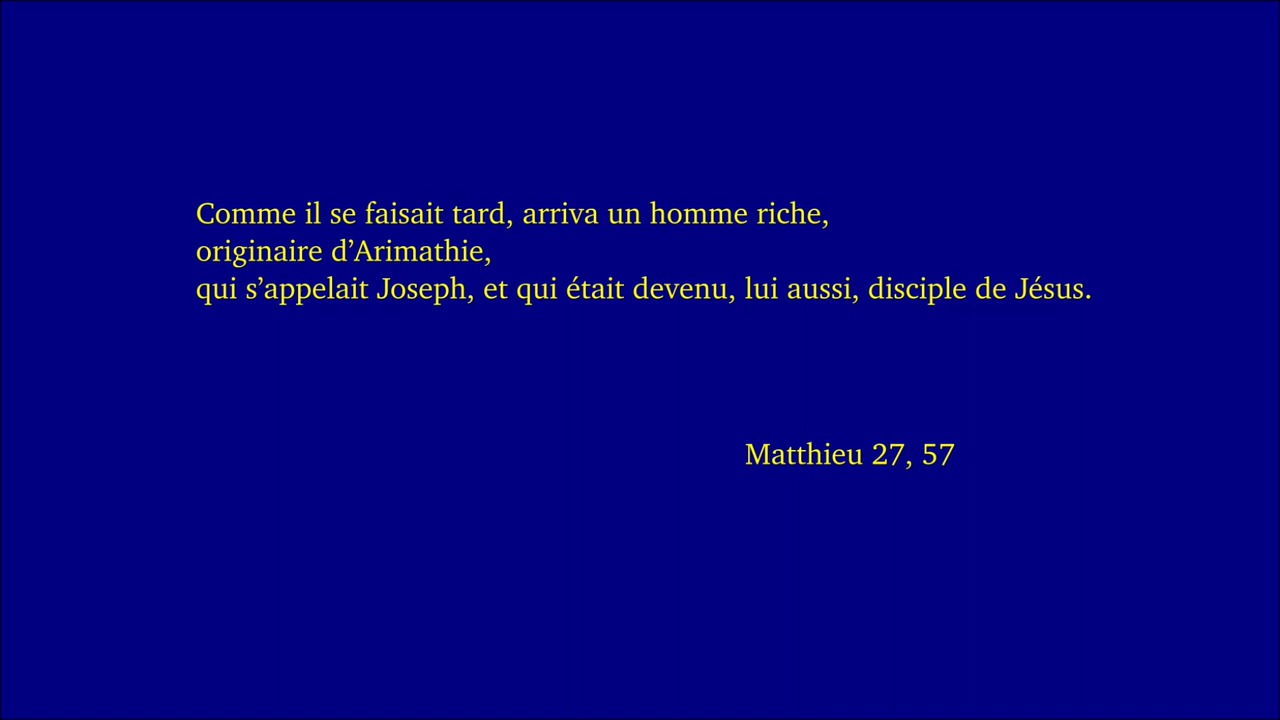 Comme il se faisait tard, arriva un homme riche,
originaire d’Arimathie,
qui s’appelait Joseph, et qui était devenu, lui aussi, disciple de Jésus.
Matthieu 27, 57